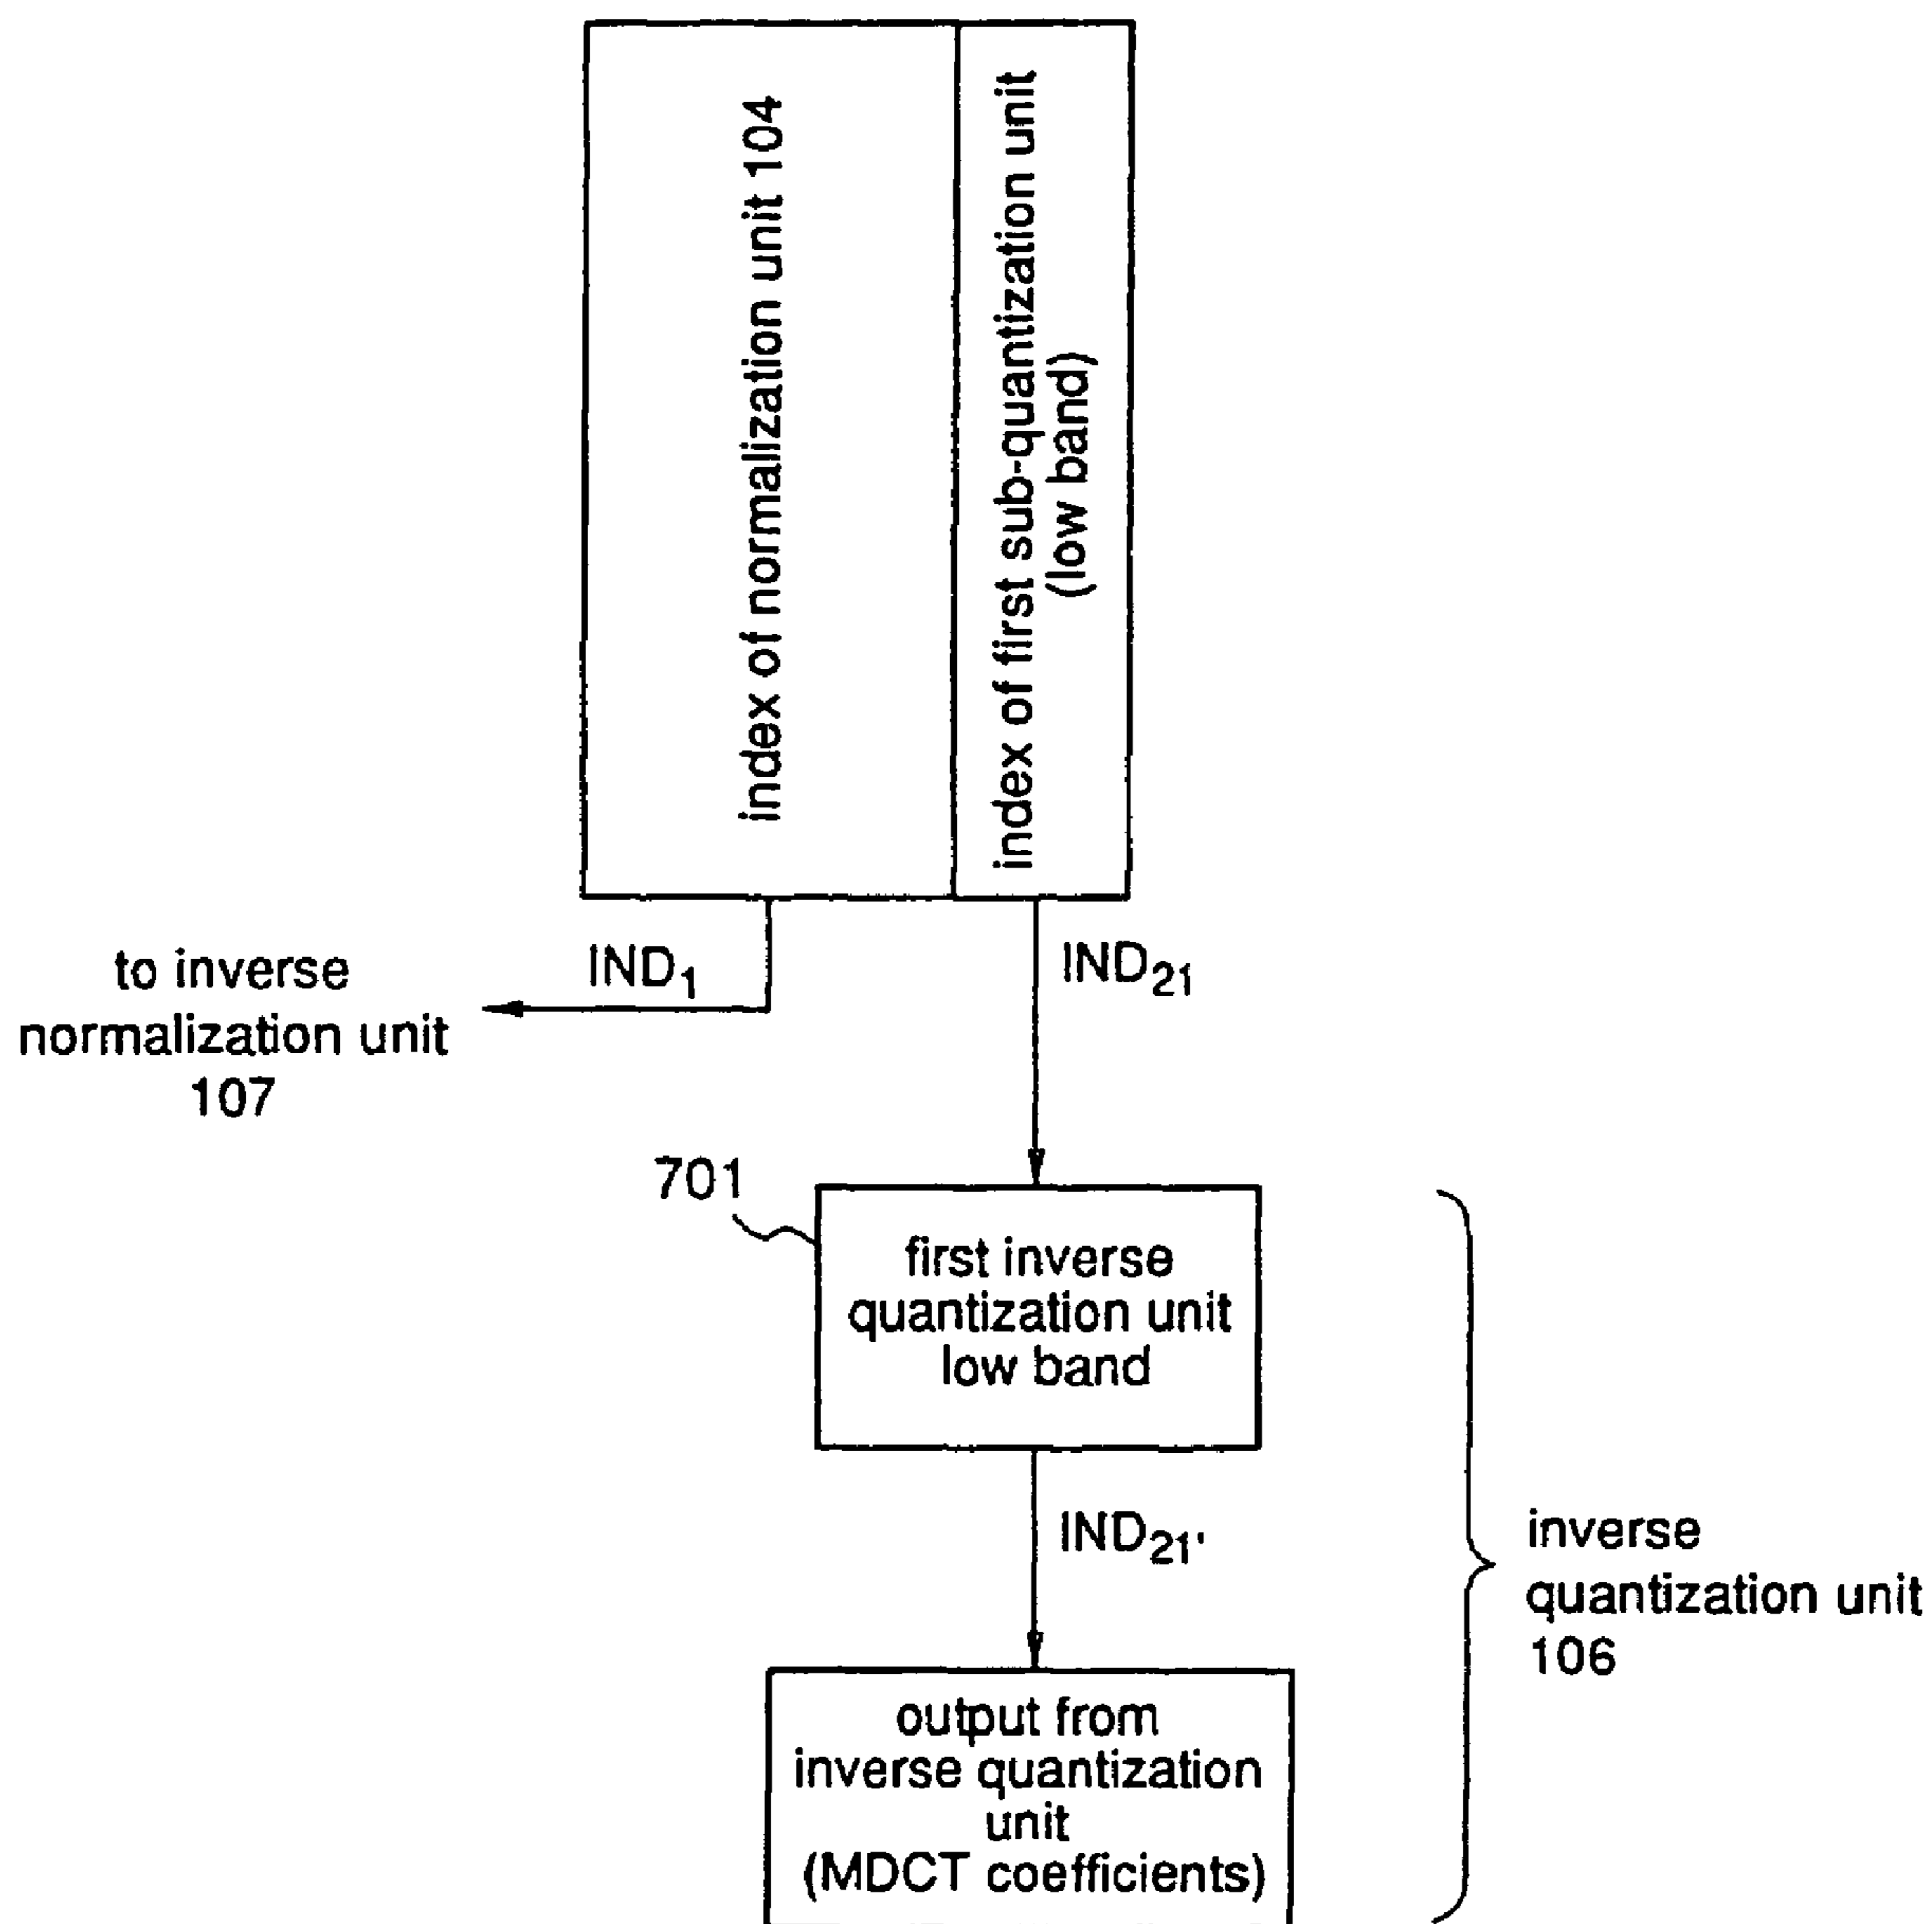 index of normalization unit 104
index of first sub-quantization unit
(low band)
to inverse
normalization unit
107
IND1
IND21
701
first inverse
quantization unit
low band
IND21'
inverse
quantization unit
106
output from
inverse quantization
unit
(MDCT coefficients)